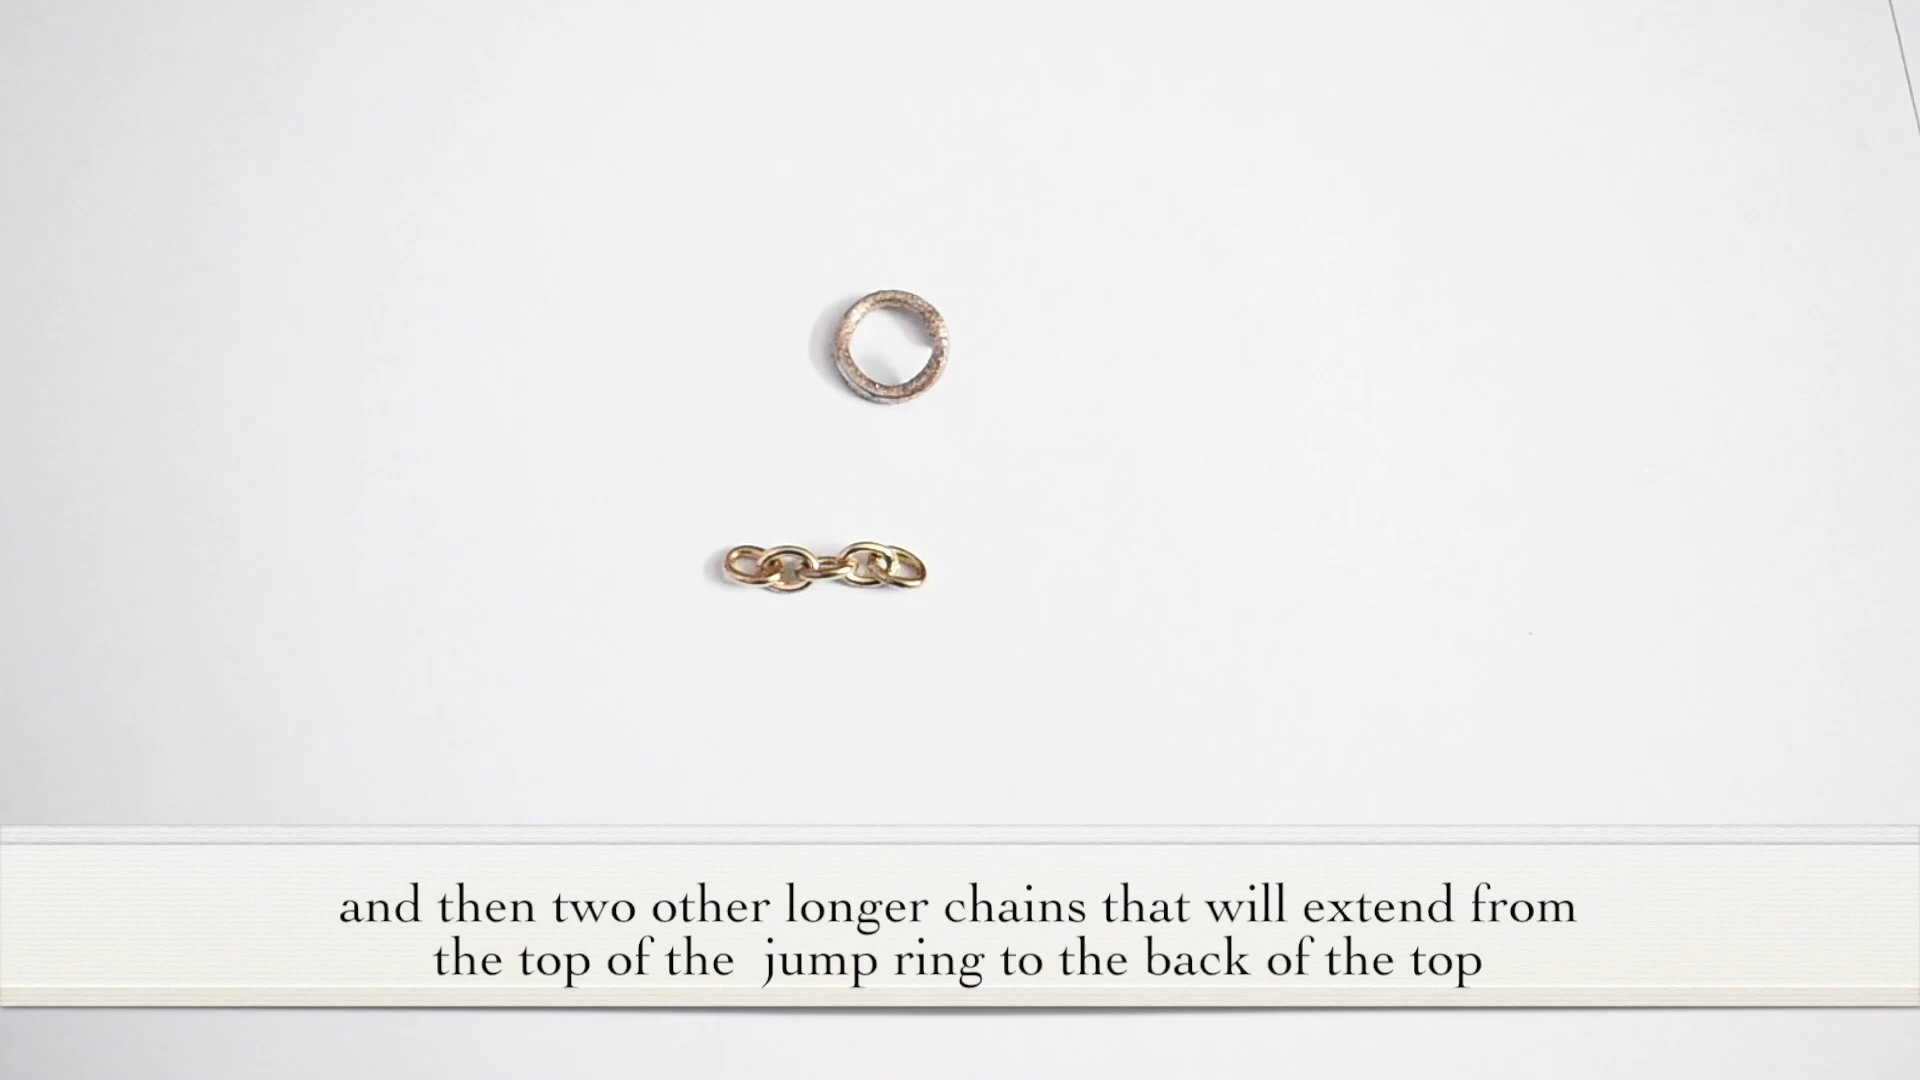 and then two other longer chains that will extend from
the top of the jump ring to the back of the top